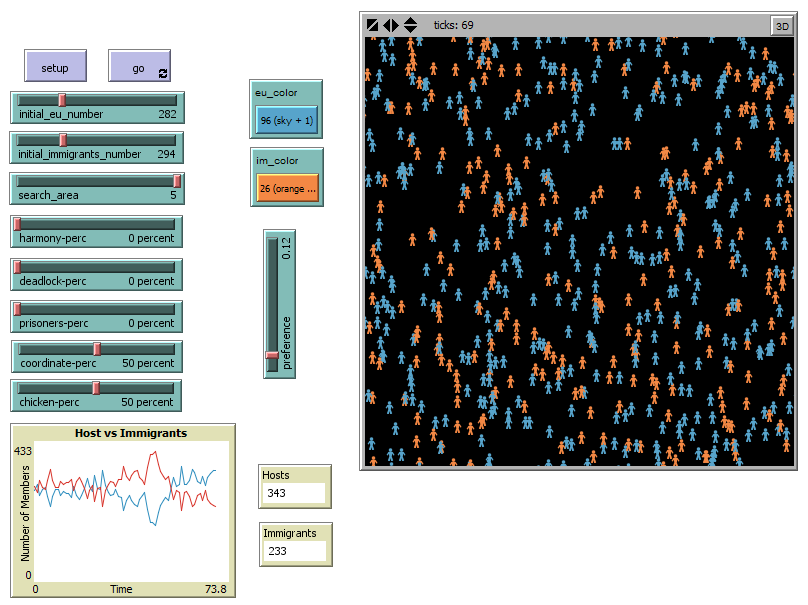 ticks: 69
3D
setup
go
initial_eu_number 282
initial_immigrants_number 294
search_area 5
harmony-perc 0 percent
deadlock-perc 0 percent
prisoners-perc 0 percent
coordinate-perc 50 percent
chicken-perc 50 percent
eu_color
96 (sky + 1)
im_color
26 (orange ...
preference 0.12
Host vs Immigrants
433
Number of Members
0
0 Time 73.8
Hosts
343
Immigrants
233